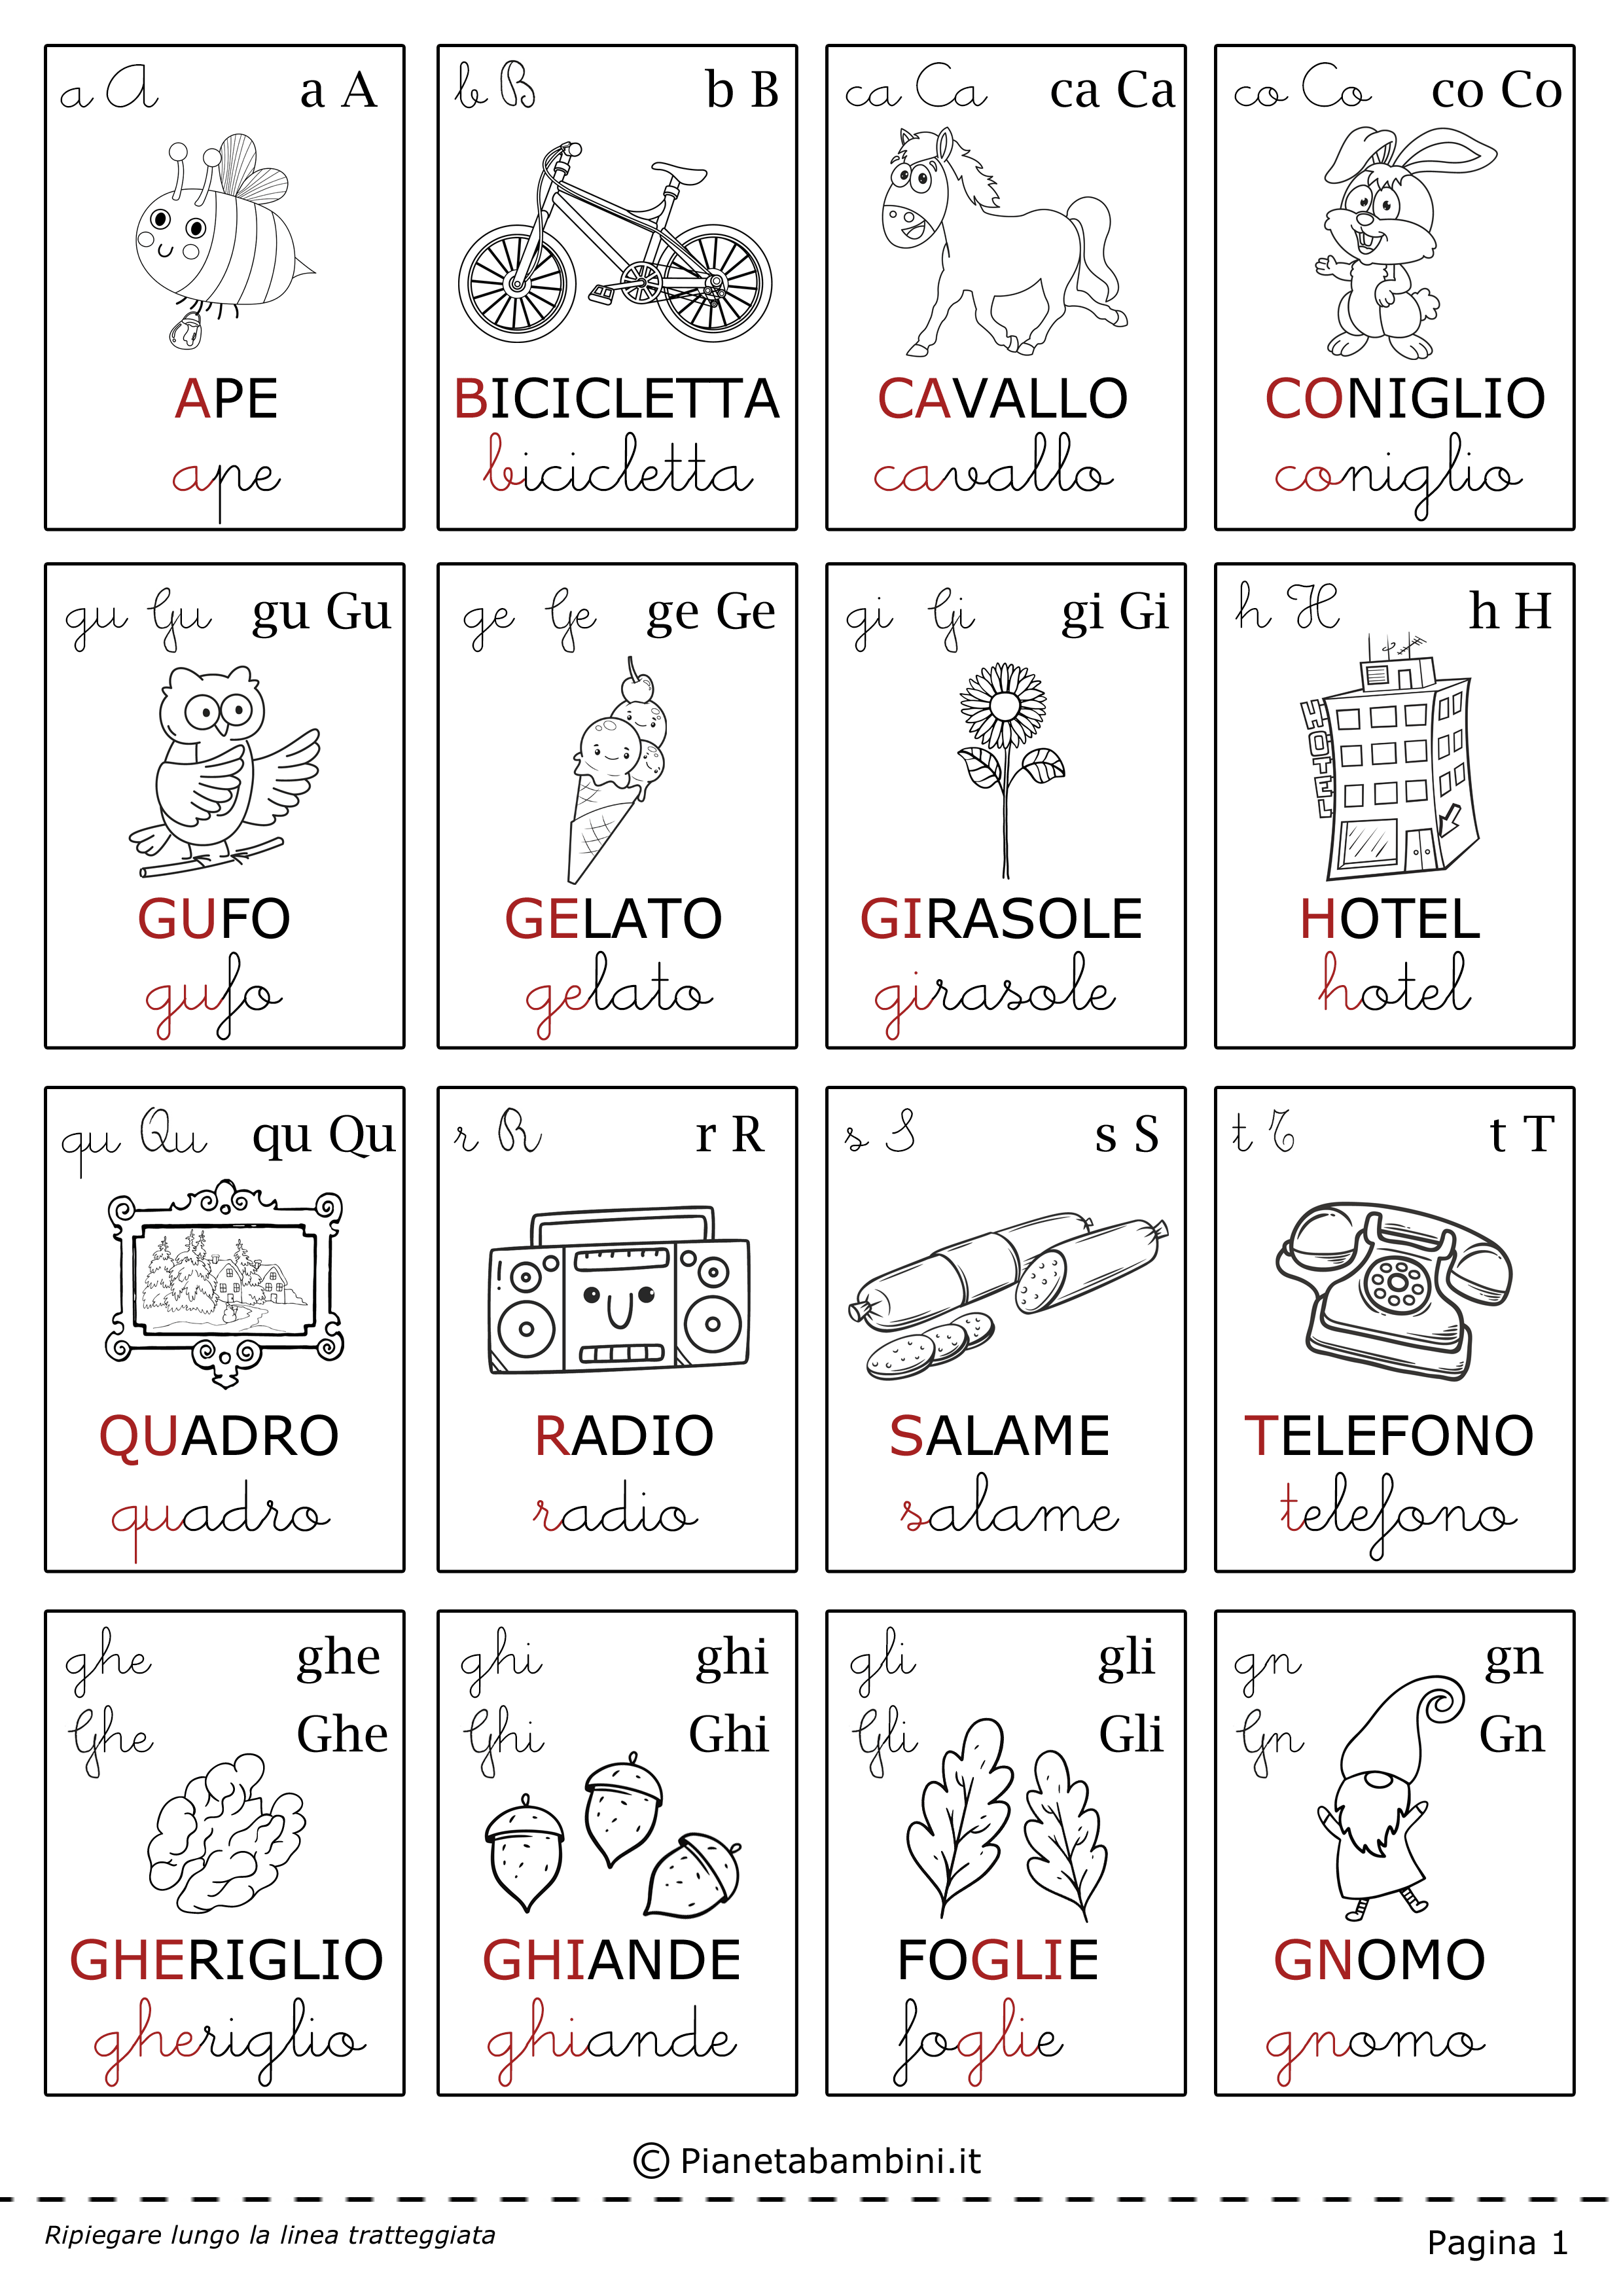 a A a A
APE
ape
b B b B
BICICLETTA
bicicletta
ca Ca ca Ca
CAVALLO
cavallo
co Co co Co
CONIGLIO
coniglio
gu Gu gu Gu
GUFO
gufo
ge Ge ge Ge
GELATO
gelato
gi Gi gi Gi
GIRASOLE
girasole
h H h H
HOTEL
HOTEL
hotel
qu Qu qu Qu
QUADRO
quadro
r R r R
RADIO
radio
s S s S
SALAME
salame
t T t T
TELEFONO
telefono
ghe ghe
Ghe Ghe
GHERIGLIO
gheriglio
ghi ghi
Ghi Ghi
GHIANDE
ghiande
gli gli
Gli Gli
FOGLIE
foglie
gn gn
Gn Gn
GNOMO
gnomo
© Pianetabambini.it
Ripiegare lungo la linea tratteggiata
Pagina 1